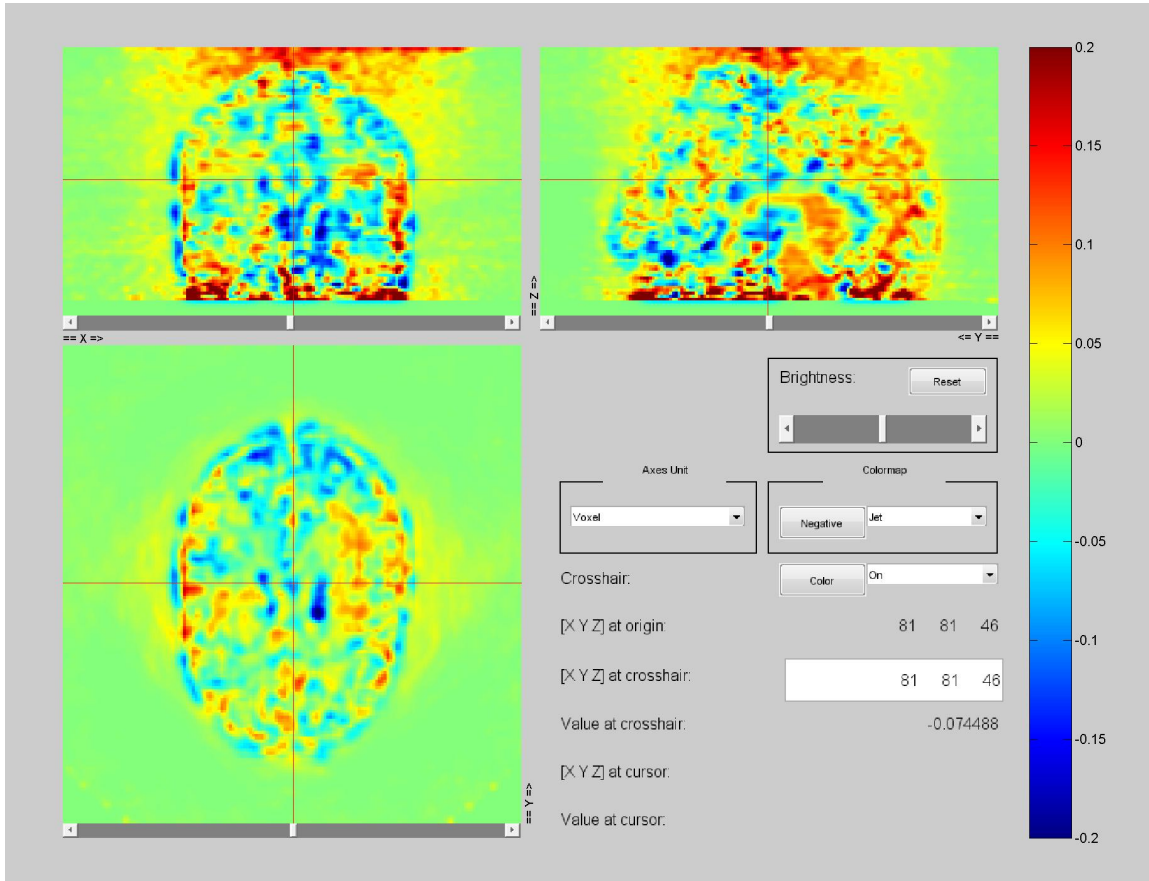 0.2
0.15
0.1
0.05
0
-0.05
-0.1
-0.15
-0.2
== Z =>
== X =>
<= Y ==
Brightness:
Reset
Axes Unit
Colormap
Voxel
Negative
Jet
Crosshair:
Color
On
[X Y Z] at origin:
81 81 46
[X Y Z] at crosshair:
81 81 46
Value at crosshair:
-0.074488
[X Y Z] at cursor:
== Y =>
Value at cursor: